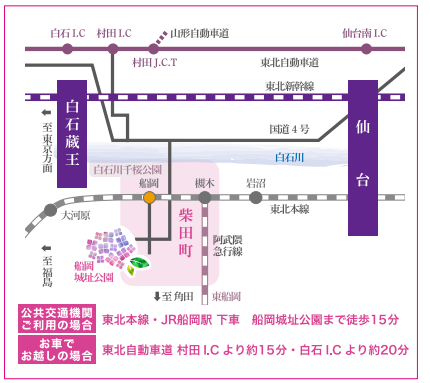 白石I.C
村田I.C
山形自動車道
仙台南I.C
村田J.C.T
東北自動車道
東北新幹線
白石蔵王
仙台
国道4号
至東京方面
白石川
白石川千桜公園
船岡
槻木
岩沼
大河原
東北本線
柴田町
阿武隈
急行線
船岡
城址公園
至福島
至角田
東船岡
公共交通機関
ご利用の場合
東北本線・JR船岡駅 下車 船岡城址公園まで徒歩15分
お車で
お越しの場合
東北自動車道 村田I.Cより約15分・白石I.Cより約20分